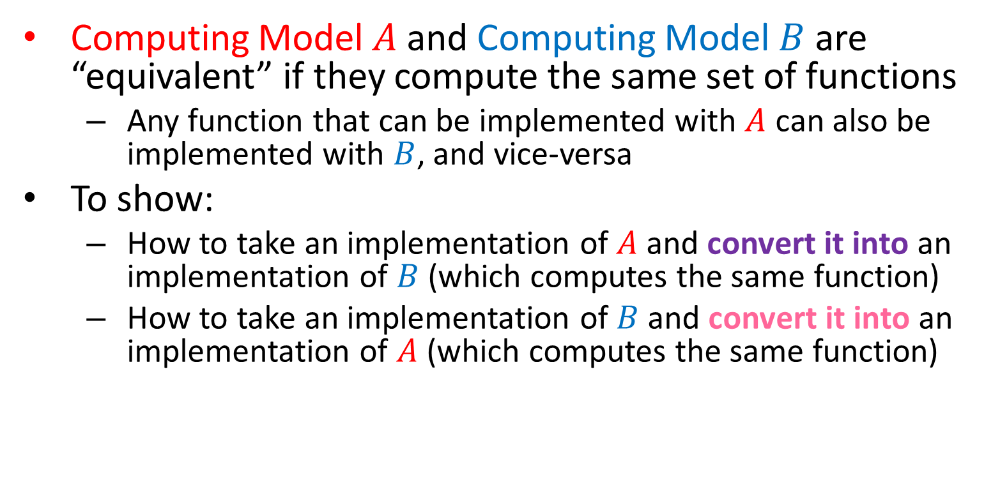 • Computing Model A and Computing Model B are
“equivalent” if they compute the same set of functions
– Any function that can be implemented with A can also be
implemented with B, and vice-versa
• To show:
– How to take an implementation of A and convert it into an
implementation of B (which computes the same function)
– How to take an implementation of B and convert it into an
implementation of A (which computes the same function)